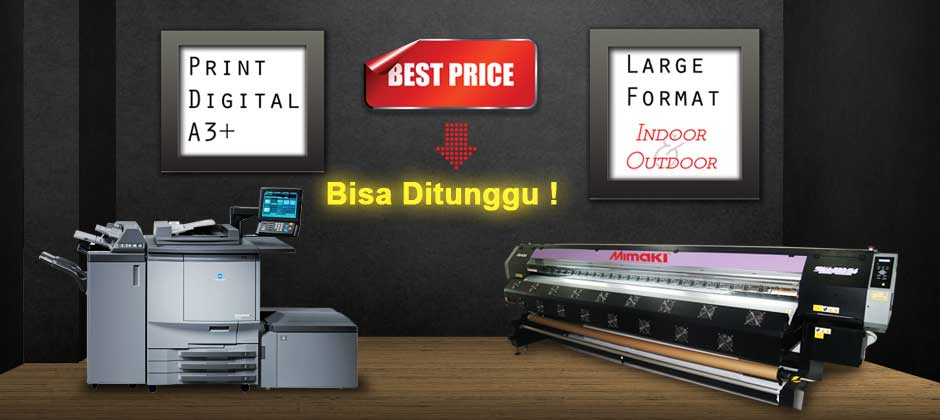 PRINT
DIGITAL
A3+
BEST PRICE
Bisa Ditunggu !
LARGE
FORMAT
INDOOR
&
OUTDOOR
MIMAKI